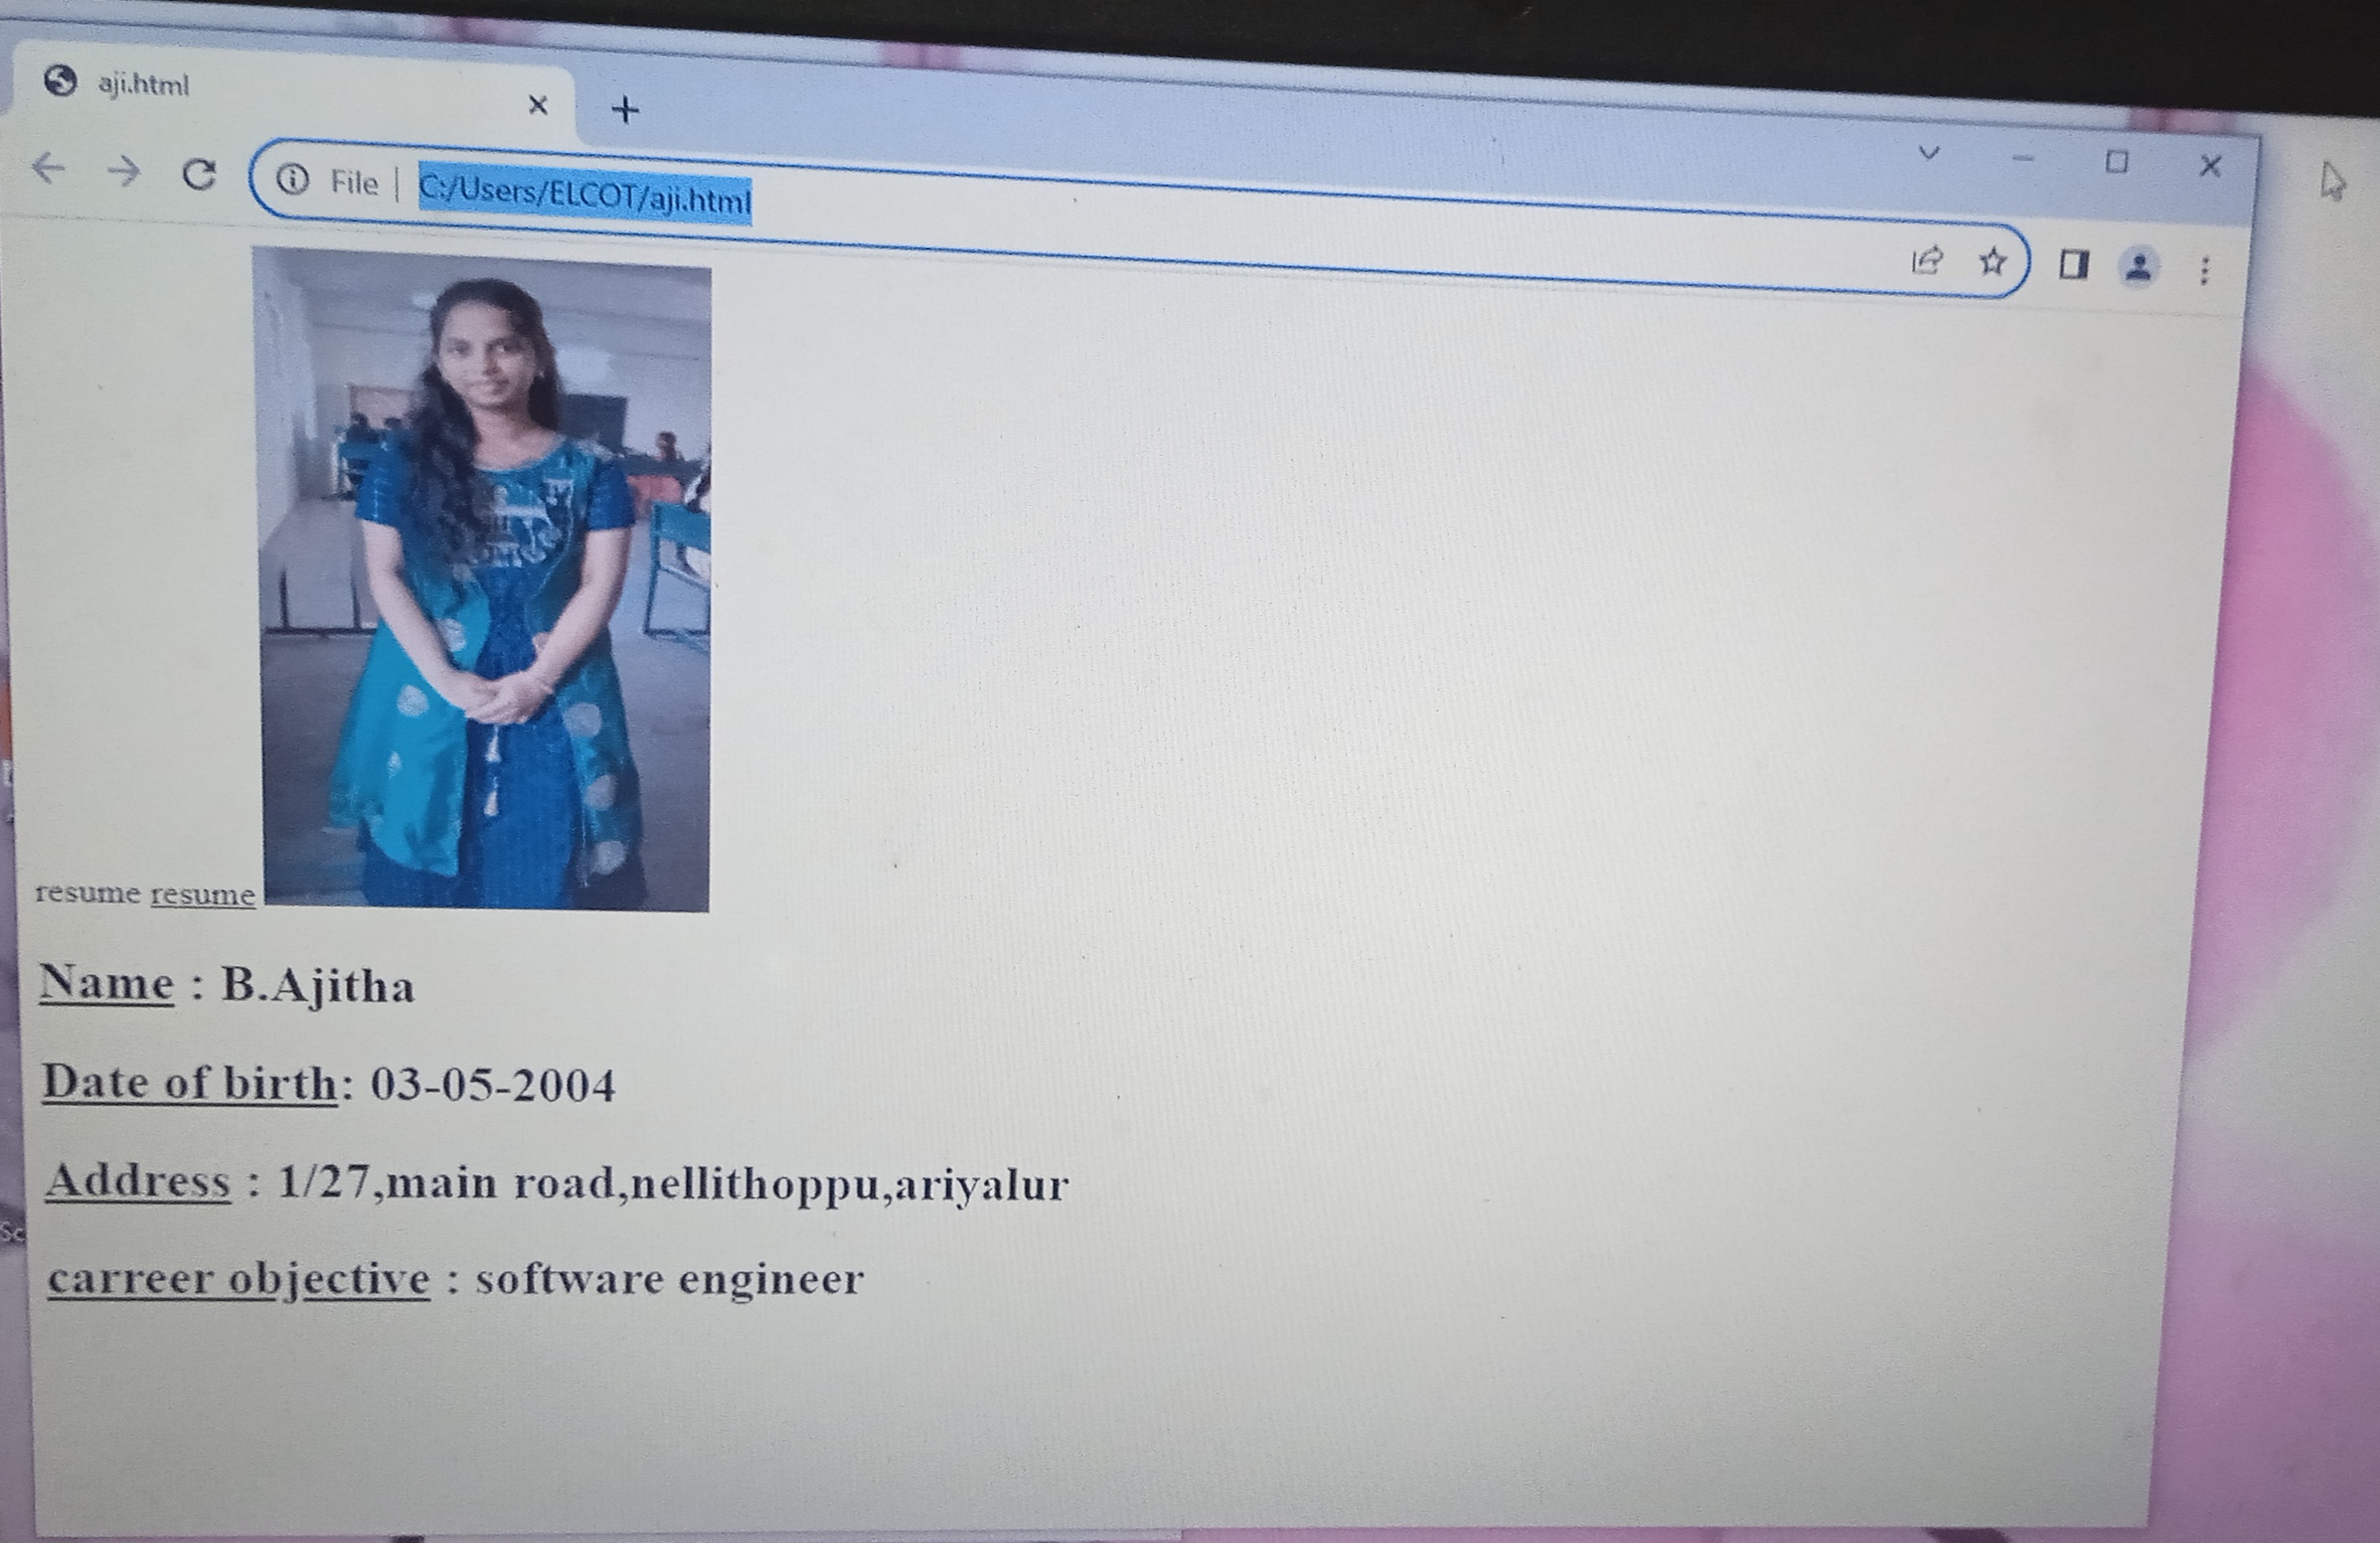 aji.html
File | C:/Users/ELCOT/aji.html
resume resume
Name : B.Ajitha
Date of birth: 03-05-2004
Address : 1/27,main road,nellithoppu,ariyalur
carreer objective : software engineer